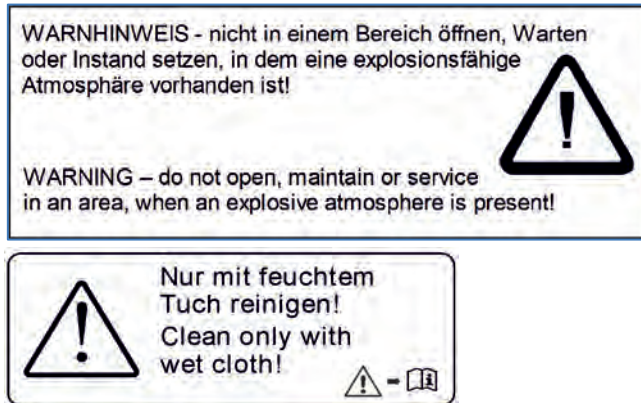 WARNHINWEIS - nicht in einem Bereich öffnen, Warten
oder Instand setzen, in dem eine explosionsfähige
Atmosphäre vorhanden ist!
WARNING – do not open, maintain or service
in an area, when an explosive atmosphere is present!
Nur mit feuchtem
Tuch reinigen!
Clean only with
wet cloth!